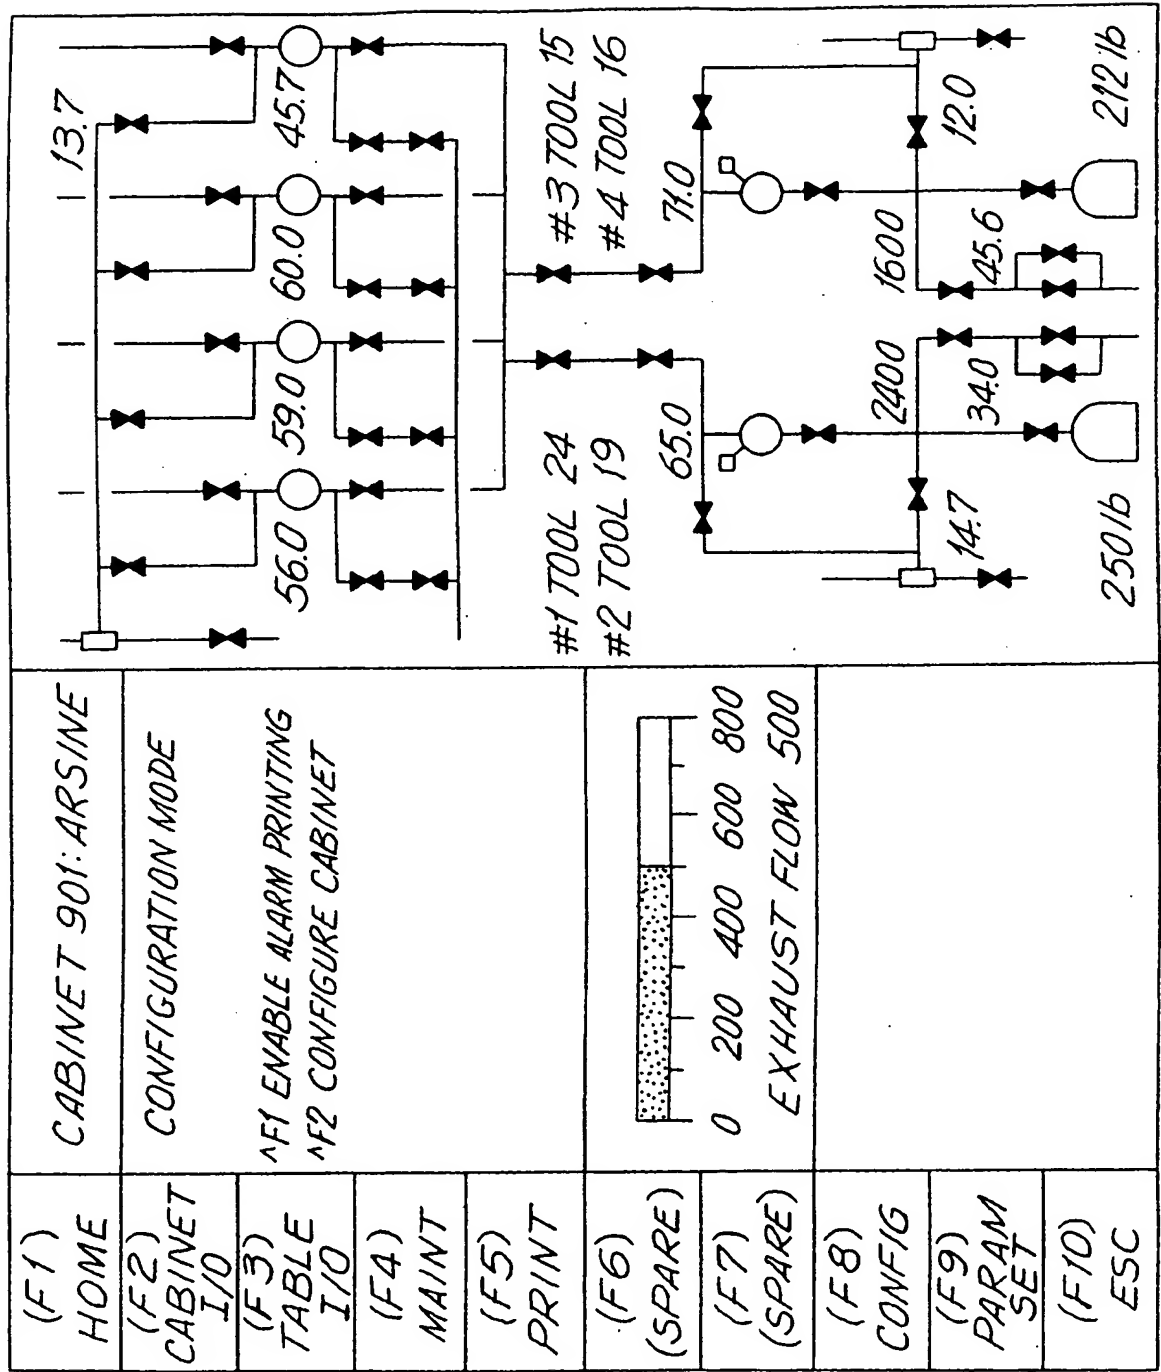 (F1)
HOME
(F2)
CABINET
I/O
(F3)
TABLE
I/O
(F4)
MAINT
(F5)
PRINT
(F6)
(SPARE)
(F7)
(SPARE)
(F8)
CONFIG
(F9)
PARAM
SET
(F10)
ESC
CABINET 901: ARSINE
CONFIGURATION MODE
^F1 ENABLE ALARM PRINTING
^F2 CONFIGURE CABINET
0 200 400 600 800
EXHAUST FLOW 500
13.7
56.0 59.0 60.0 45.7
#1 TOOL 24
#2 TOOL 19
#3 TOOL 15
#4 TOOL 16
65.0 71.0
2400 1600
14.7 34.0 45.6 12.0
250 lb 212 lb